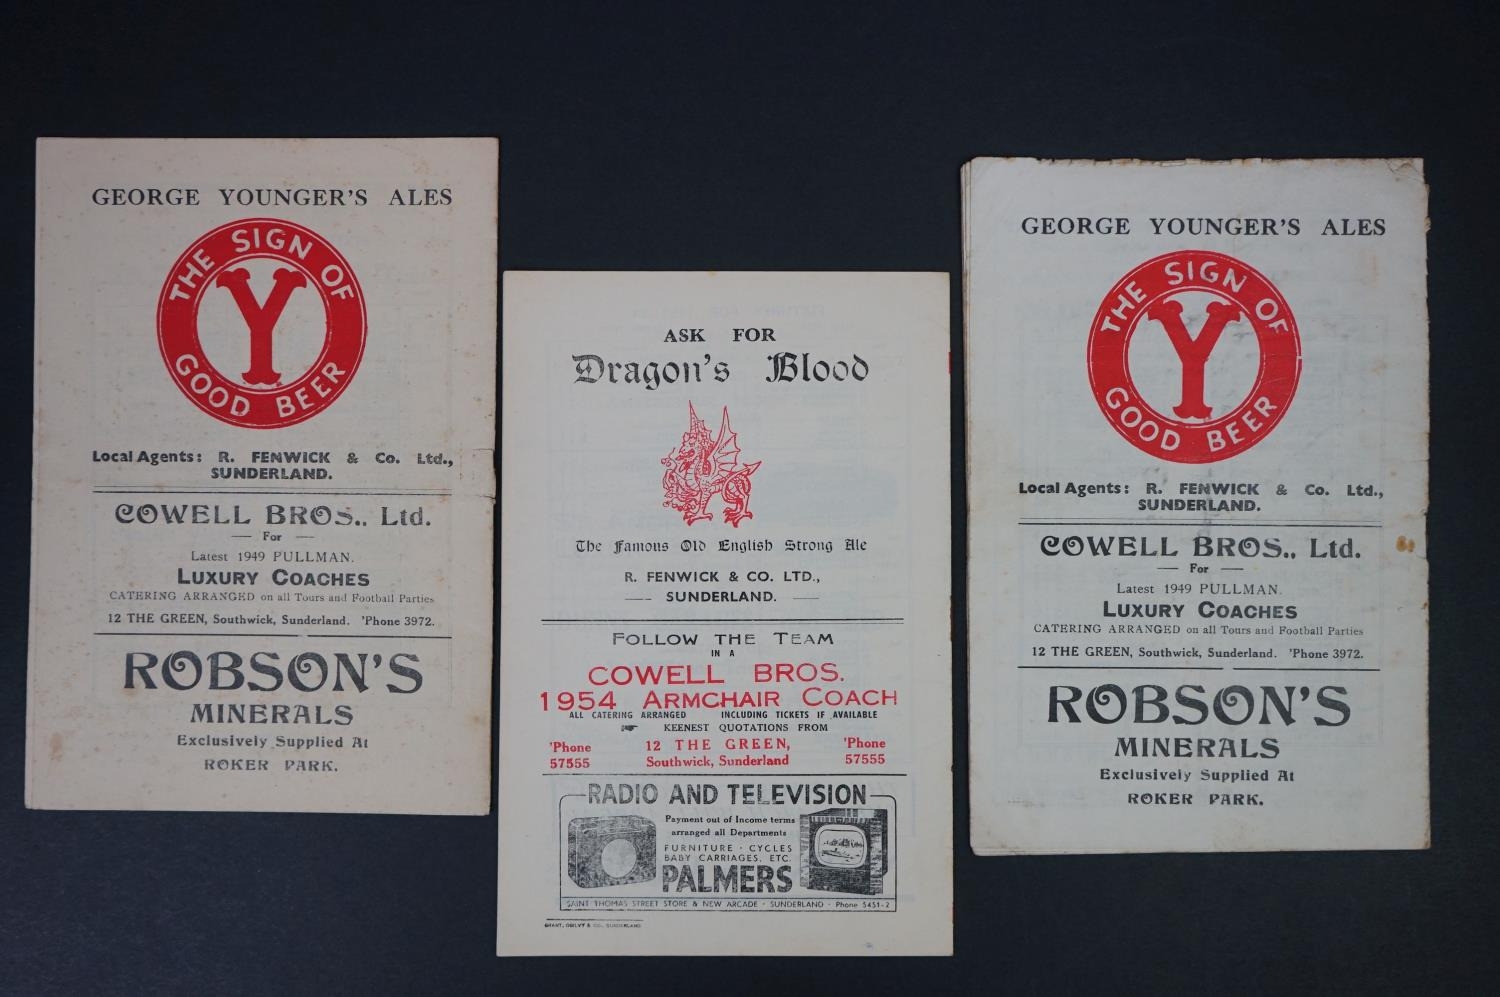 GEORGE YOUNGER'S ALES
THE SIGN OF
Y
GOOD BEER
Local Agents: R. FENWICK & Co. Ltd.,
SUNDERLAND.
COWELL BROS., Ltd.
— For —
Latest 1949 PULLMAN.
LUXURY COACHES
CATERING ARRANGED on all Tours and Football Parties
12 THE GREEN, Southwick, Sunderland. 'Phone 3972.
ROBSON'S
MINERALS
Exclusively Supplied At
ROKER PARK.
ASK FOR
Dragon's Blood
The Famous Old English Strong Ale
R. FENWICK & CO. LTD.,
— SUNDERLAND. —
FOLLOW THE TEAM
IN A
COWELL BROS.
1954 ARMCHAIR COACH
ALL CATERING ARRANGED INCLUDING TICKETS IF AVAILABLE
KEENEST QUOTATIONS FROM
'Phone 12 THE GREEN, 'Phone
57555 Southwick, Sunderland 57555
RADIO AND TELEVISION
Payment out of Income terms
arranged all Departments
FURNITURE · CYCLES
BABY CARRIAGES, ETC.
PALMERS
SAINT THOMAS STREET STORE & NEW ARCADE · SUNDERLAND · Phone 5451-2
GRANT, OGILVY & CO., SUNDERLAND
GEORGE YOUNGER'S ALES
THE SIGN OF
Y
GOOD BEER
Local Agents: R. FENWICK & Co. Ltd.,
SUNDERLAND.
COWELL BROS., Ltd.
— For —
Latest 1949 PULLMAN.
LUXURY COACHES
CATERING ARRANGED on all Tours and Football Parties
12 THE GREEN, Southwick, Sunderland. 'Phone 3972.
ROBSON'S
MINERALS
Exclusively Supplied At
ROKER PARK.